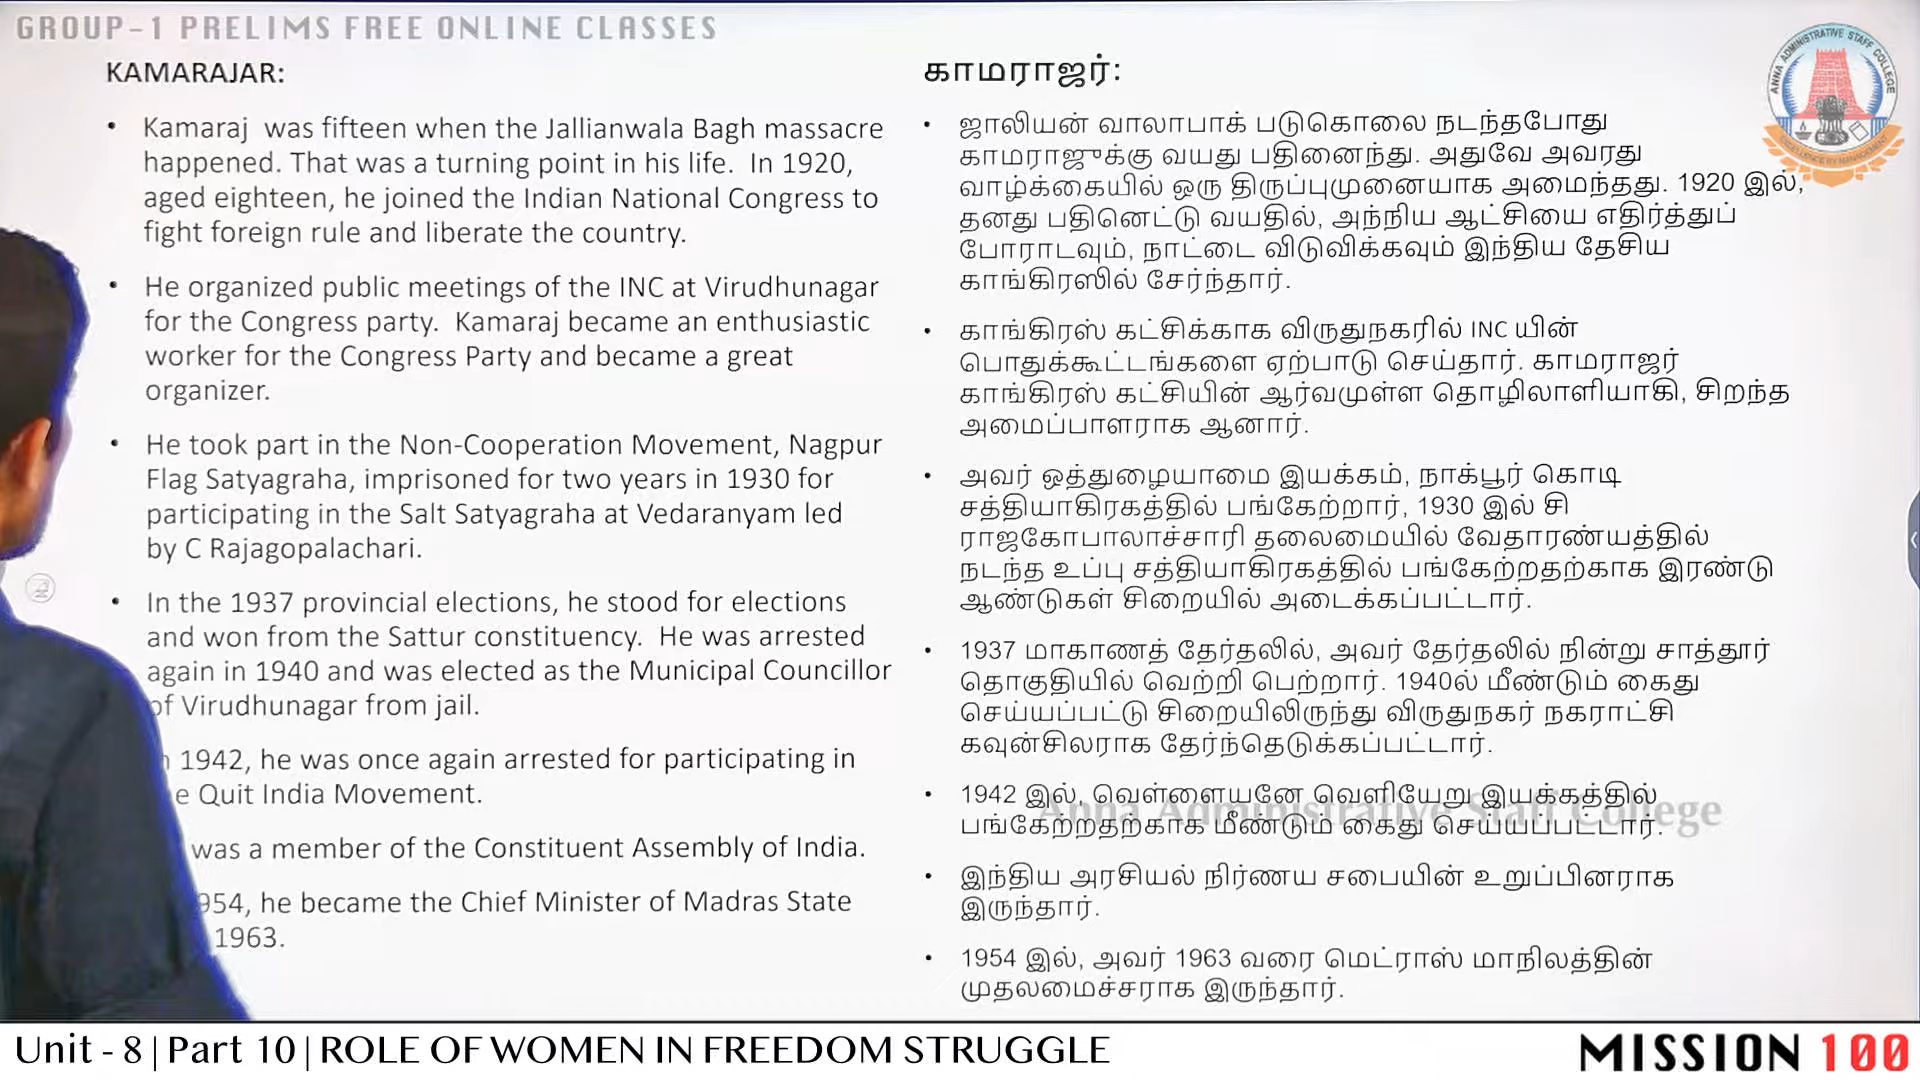 GROUP-1 PRELIMS FREE ONLINE CLASSES
KAMARAJAR:
• Kamaraj was fifteen when the Jallianwala Bagh massacre
happened. That was a turning point in his life. In 1920,
aged eighteen, he joined the Indian National Congress to
fight foreign rule and liberate the country.
• He organized public meetings of the INC at Virudhunagar
for the Congress party. Kamaraj became an enthusiastic
worker for the Congress Party and became a great
organizer.
• He took part in the Non-Cooperation Movement, Nagpur
Flag Satyagraha, imprisoned for two years in 1930 for
participating in the Salt Satyagraha at Vedaranyam led
by C Rajagopalachari.
• In the 1937 provincial elections, he stood for elections
and won from the Sattur constituency. He was arrested
again in 1940 and was elected as the Municipal Councillor
of Virudhunagar from jail.
1942, he was once again arrested for participating in
e Quit India Movement.
was a member of the Constituent Assembly of India.
954, he became the Chief Minister of Madras State
1963.
காமராஜர்:
• ஜாலியன் வாலாபாக் படுகொலை நடந்தபோது
காமராஜுக்கு வயது பதினைந்து. அதுவே அவரது
வாழ்க்கையில் ஒரு திருப்புமுனையாக அமைந்தது. 1920 இல்,
தனது பதினெட்டு வயதில், அந்நிய ஆட்சியை எதிர்த்துப்
போராடவும், நாட்டை விடுவிக்கவும் இந்திய தேசிய
காங்கிரஸில் சேர்ந்தார்.
• காங்கிரஸ் கட்சிக்காக விருதுநகரில் INC யின்
பொதுக்கூட்டங்களை ஏற்பாடு செய்தார். காமராஜர்
காங்கிரஸ் கட்சியின் ஆர்வமுள்ள தொழிலாளியாகி, சிறந்த
அமைப்பாளராக ஆனார்.
• அவர் ஒத்துழையாமை இயக்கம், நாக்பூர் கொடி
சத்தியாகிரகத்தில் பங்கேற்றார், 1930 இல் சி
ராஜகோபாலாச்சாரி தலைமையில் வேதாரண்யத்தில்
நடந்த உப்பு சத்தியாகிரகத்தில் பங்கேற்றதற்காக இரண்டு
ஆண்டுகள் சிறையில் அடைக்கப்பட்டார்.
• 1937 மாகாணத் தேர்தலில், அவர் தேர்தலில் நின்று சாத்தூர்
தொகுதியில் வெற்றி பெற்றார். 1940ல் மீண்டும் கைது
செய்யப்பட்டு சிறையிலிருந்து விருதுநகர் நகராட்சி
கவுன்சிலராக தேர்ந்தெடுக்கப்பட்டார்.
• 1942 இல், வெள்ளையனே வெளியேறு இயக்கத்தில்
பங்கேற்றதற்காக மீண்டும் கைது செய்யப்பட்டார்.
Anna Administrative Staff College
• இந்திய அரசியல் நிர்ணய சபையின் உறுப்பினராக
இருந்தார்.
• 1954 இல், அவர் 1963 வரை மெட்ராஸ் மாநிலத்தின்
முதலமைச்சராக இருந்தார்.
ANNA ADMINISTRATIVE STAFF COLLEGE
EXCELLENCE BY MANAGEMENT
Unit - 8 | Part 10 | ROLE OF WOMEN IN FREEDOM STRUGGLE
MISSION 100